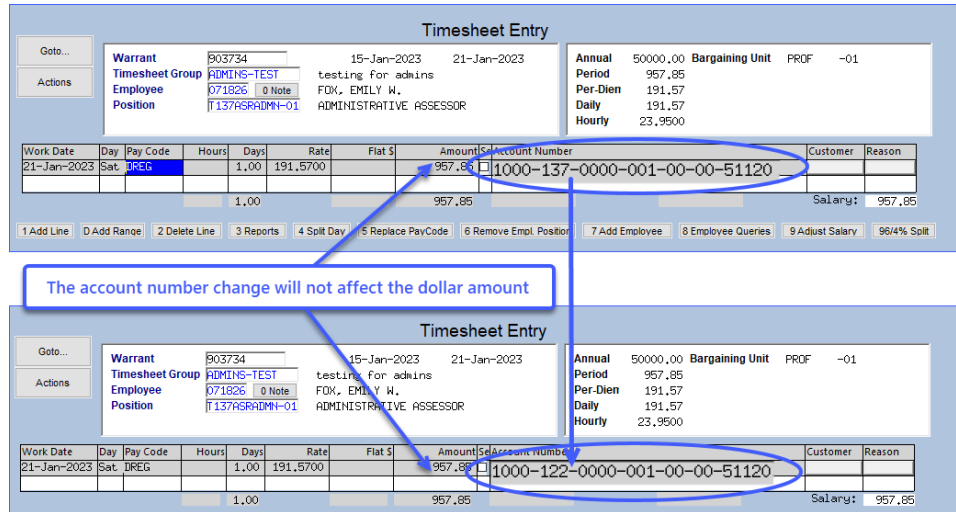 Timesheet Entry
Goto...
Actions
Warrant 903734 15-Jan-2023 21-Jan-2023
Timesheet Group ADMINS-TEST testing for admins
Employee 071826 0 Note FOX, EMILY W.
Position T137ASRADMN-01 ADMINISTRATIVE ASSESSOR
Annual 50000.00 Bargaining Unit PROF -01
Period 957.85
Per-Dien 191.57
Daily 191.57
Hourly 23.9500
Work Date Day Pay Code Hours Days Rate Flat $ Amount Se Account Number Customer Reason
21-Jan-2023 Sat DREG 1.00 191.5700 957.85 1000-137-0000-001-00-00-51120
1.00 957.85 Salary: 957.85
1 Add Line D Add Range 2 Delete Line 3 Reports 4 Split Day 5 Replace PayCode 6 Remove Empl. Position 7 Add Employee 8 Employee Queries 9 Adjust Salary 96/4% Split
The account number change will not affect the dollar amount
Timesheet Entry
Goto...
Actions
Warrant 903734 15-Jan-2023 21-Jan-2023
Timesheet Group ADMINS-TEST testing for admins
Employee 071826 0 Note FOX, EMILY W.
Position T137ASRADMN-01 ADMINISTRATIVE ASSESSOR
Annual 50000.00 Bargaining Unit PROF -01
Period 957.85
Per-Dien 191.57
Daily 191.57
Hourly 23.9500
Work Date Day Pay Code Hours Days Rate Flat $ Amount Se Account Number Customer Reason
21-Jan-2023 Sat DREG 1.00 191.5700 957.85 1000-122-0000-001-00-00-51120
1.00 957.85 Salary: 957.85